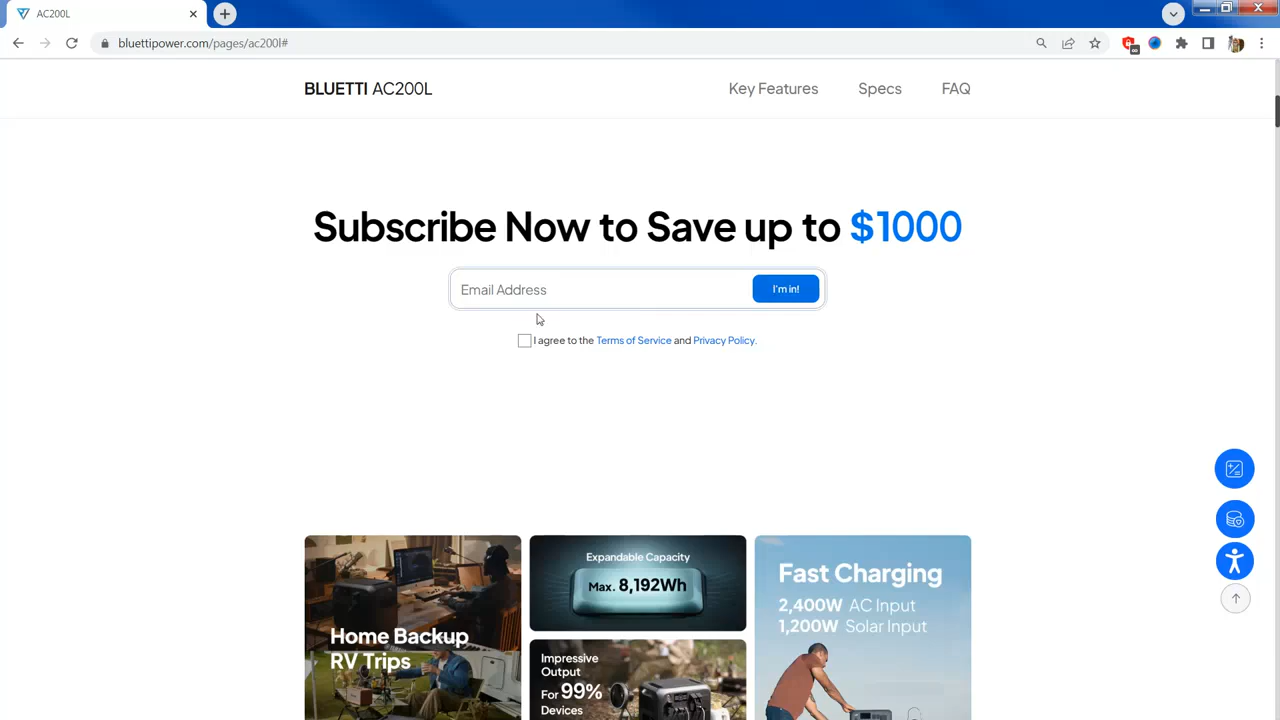 AC200L
bluettipower.com/pages/ac200l#
BLUETTI AC200L
Key Features
Specs
FAQ
Subscribe Now to Save up to $1000
Email Address
I'm in!
I agree to the Terms of Service and Privacy Policy.
Home Backup
RV Trips
Expandable Capacity
Max. 8,192Wh
Impressive
Output
For 99%
Devices
Fast Charging
2,400W AC Input
1,200W Solar Input